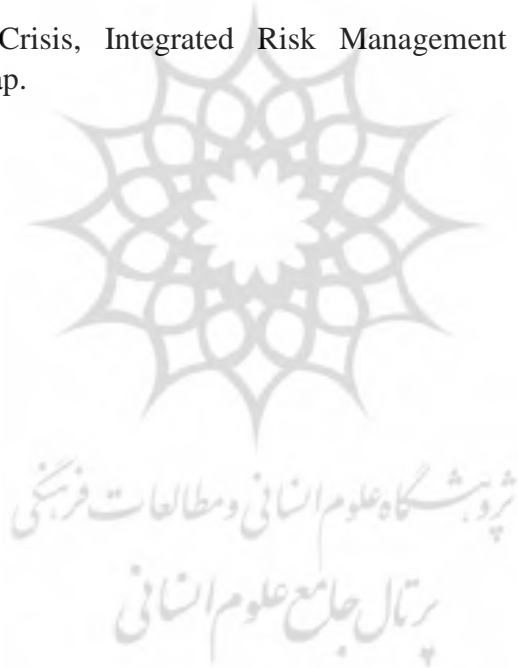 Crisis, Integrated Risk Management
ap.
پژوهشگاه علوم انسانی و مطالعات فرهنگی
پرتال جامع علوم انسانی